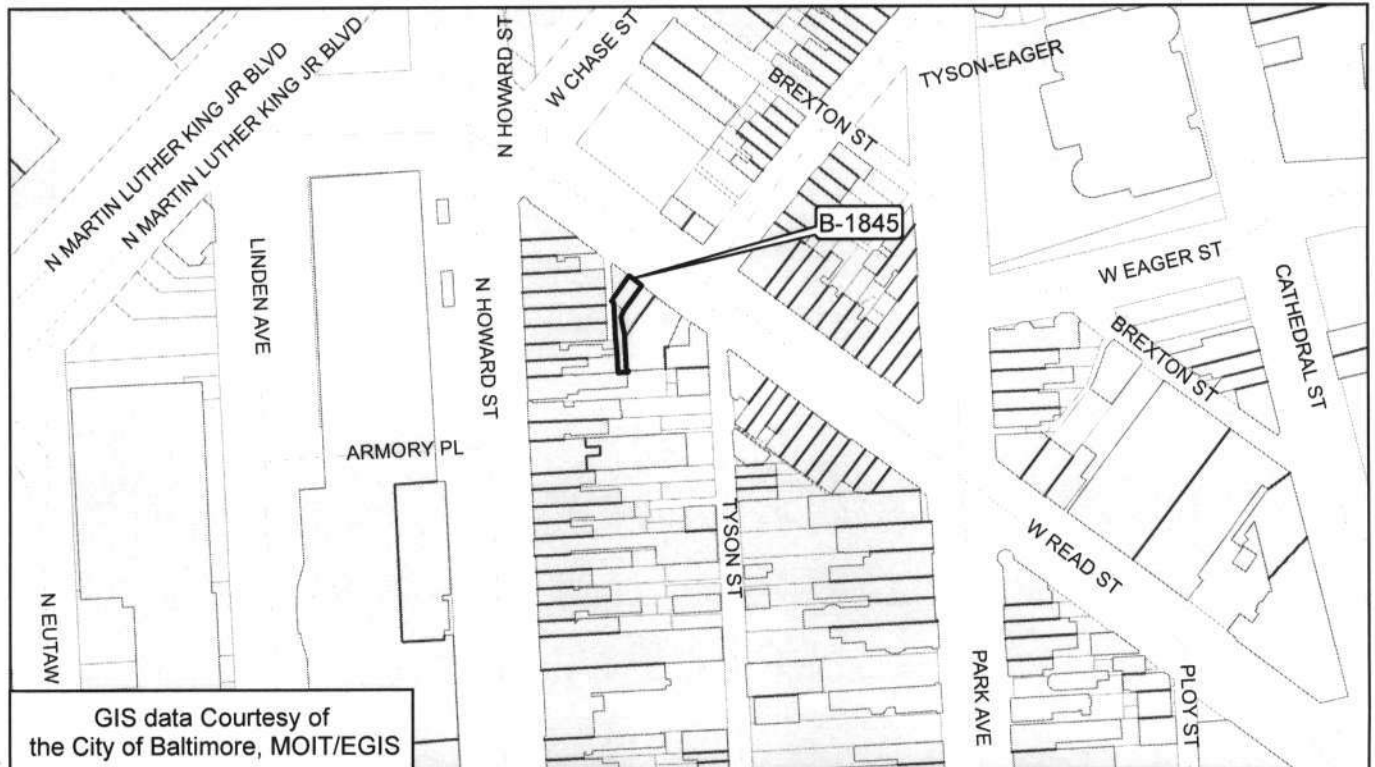 N MARTIN LUTHER KING JR BLVD
N MARTIN LUTHER KING JR BLVD
N HOWARD ST
W CHASE ST
BREXTON ST
TYSON-EAGER
B-1845
LINDEN AVE
N HOWARD ST
W EAGER ST
CATHEDRAL ST
BREXTON ST
ARMORY PL
TYSON ST
W READ ST
N EUTAW
PARK AVE
PLOY ST
GIS data Courtesy of
the City of Baltimore, MOIT/EGIS